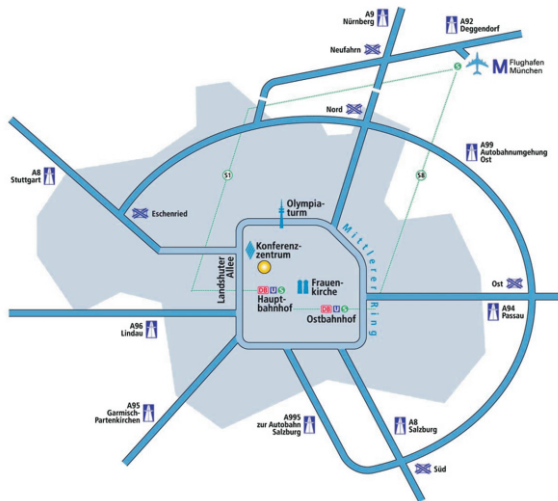 A9
Nürnberg
A92
Deggendorf
Neufahrn
M Flughafen
München
S
Nord
A99
Autobahnumgehung
Ost
A8
Stuttgart
S1
S8
Eschenried
Olympia-
turm
Mittlerer Ring
Konferenz-
zentrum
Landshuter
Allee
Frauen-
kirche
DB U S
Haupt-
bahnhof
DB U S
Ostbahnhof
Ost
A94
Passau
A96
Lindau
A95
Garmisch-
Partenkirchen
A995
zur Autobahn
Salzburg
A8
Salzburg
Süd